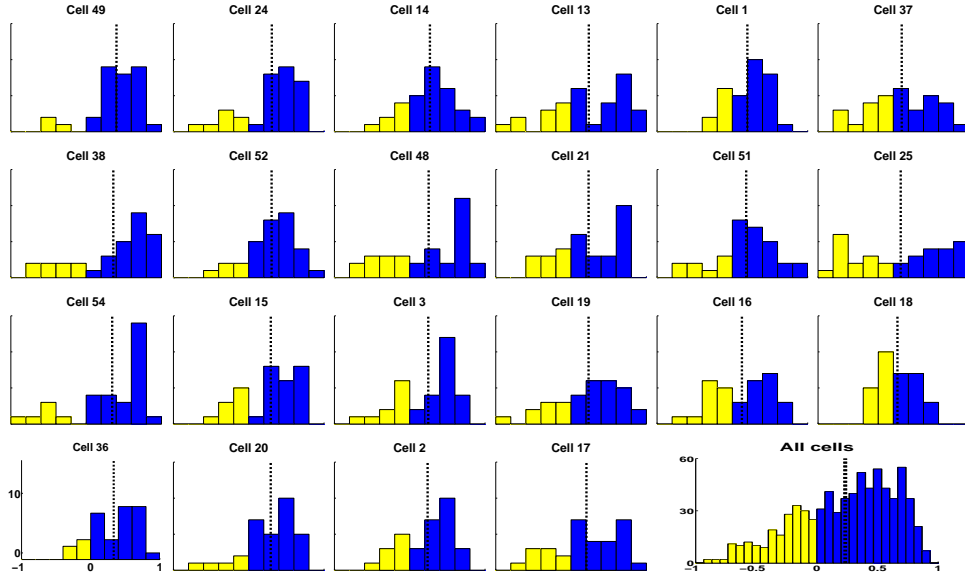 Cell 49 Cell 24 Cell 14 Cell 13 Cell 1 Cell 37
Cell 38 Cell 52 Cell 48 Cell 21 Cell 51 Cell 25
Cell 54 Cell 15 Cell 3 Cell 19 Cell 16 Cell 18
Cell 36 Cell 20 Cell 2 Cell 17 All cells
60
10
30
0
0
-1 0 1 −1 −0.5 0 0.5 1